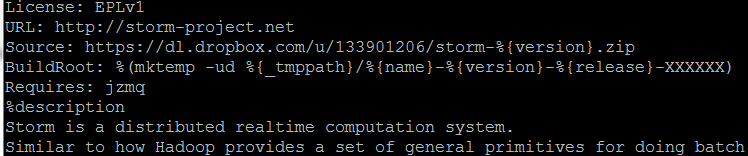 License: EPLv1
URL: http://storm-project.net
Source: https://dl.dropbox.com/u/133901206/storm-%{version}.zip
BuildRoot: %(mktemp -ud %{_tmppath}/%{name}-%{version}-%{release}-XXXXXX)
Requires: jzmq
%description
Storm is a distributed realtime computation system.
Similar to how Hadoop provides a set of general primitives for doing batch